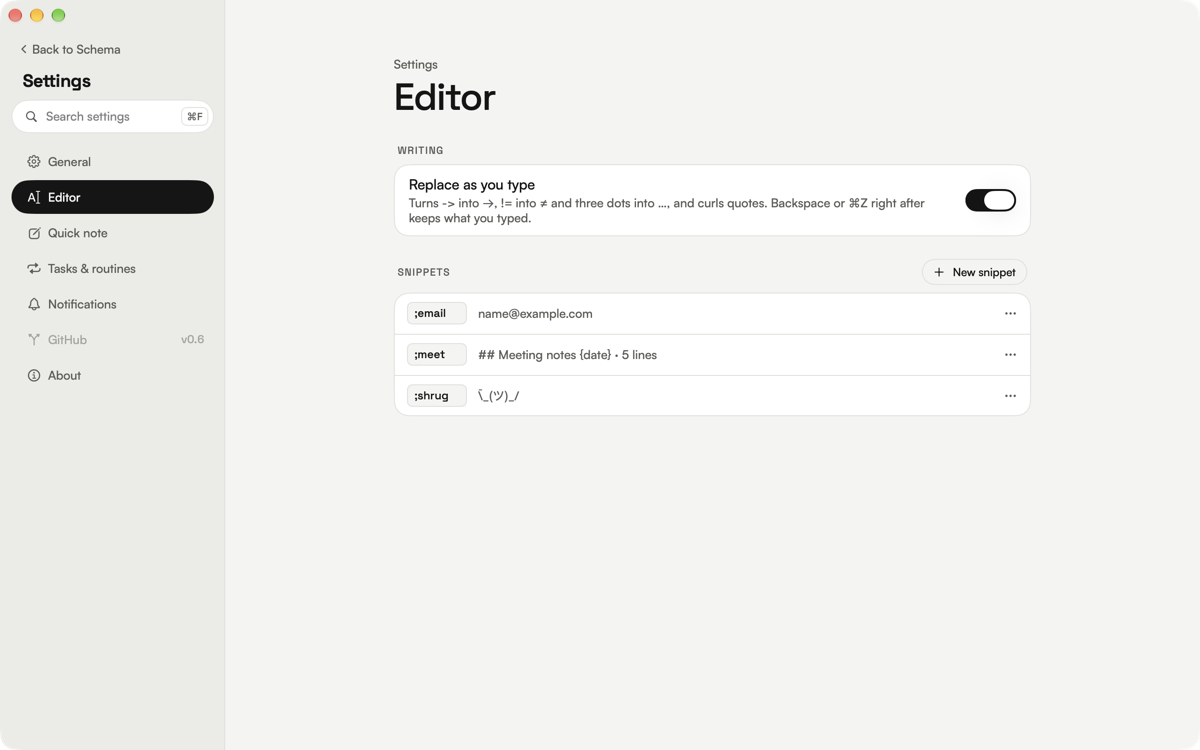 Back to Schema
Settings
Search settings ⌘F
General
Editor
Quick note
Tasks & routines
Notifications
GitHub v0.6
About
Settings
Editor
WRITING
Replace as you type
Turns -> into →, != into ≠ and three dots into …, and curls quotes. Backspace or ⌘Z right after
keeps what you typed.
SNIPPETS
New snippet
;email name@example.com
;meet ## Meeting notes {date} · 5 lines
;shrug ¯\_(ツ)_/